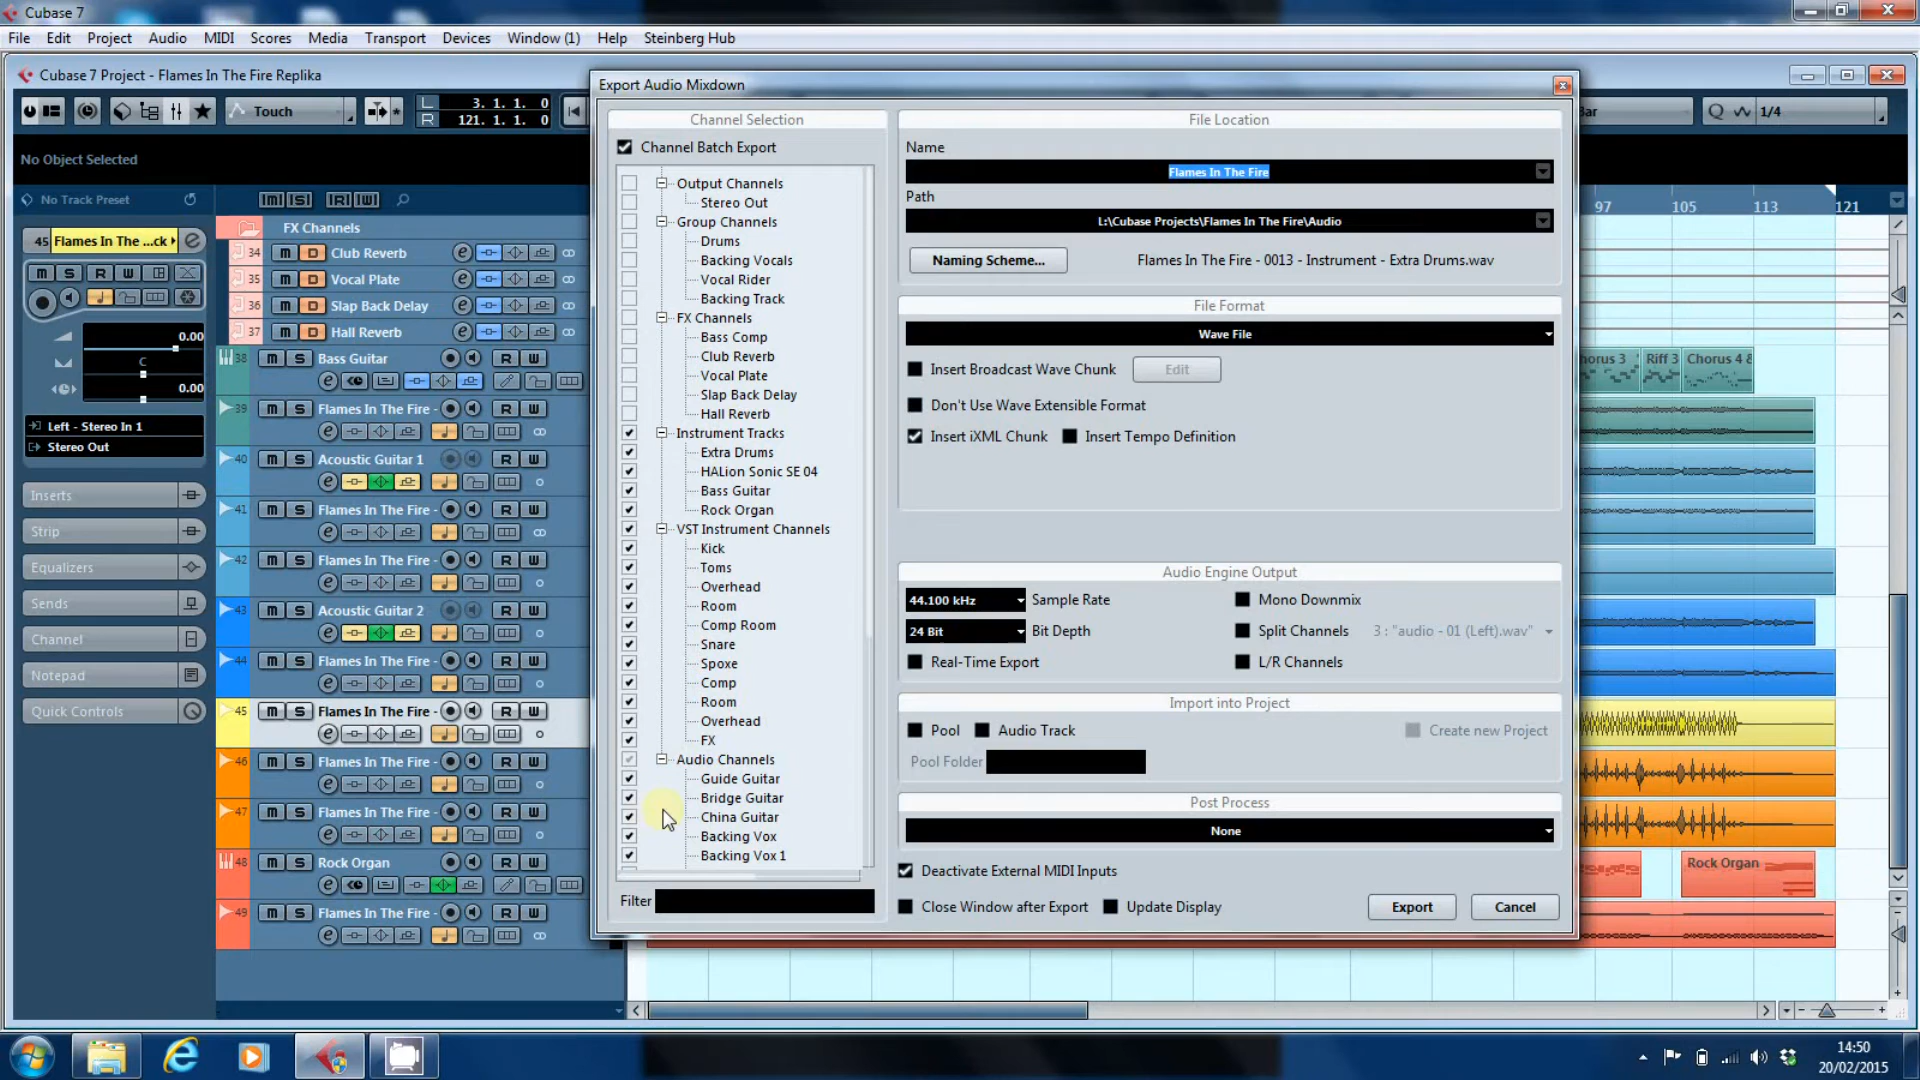 Cubase 7
File Edit Project Audio MIDI Scores Media Transport Devices Window (1) Help Steinberg Hub
Cubase 7 Project - Flames In The Fire Replika
Touch
L 3. 1. 1. 0
R 121. 1. 1. 0
Bar
Q 1/4
No Object Selected
No Track Preset
45 Flames In The ...ck
M S R W
0.00
C
0.00
Left - Stereo In 1
Stereo Out
Inserts
Strip
Equalizers
Sends
Channel
Notepad
Quick Controls
M S R W
FX Channels
34 M D Club Reverb
35 M D Vocal Plate
36 M D Slap Back Delay
37 M D Hall Reverb
38 M S Bass Guitar R W
39 M S Flames In The Fire - R W
40 M S Acoustic Guitar 1 R W
41 M S Flames In The Fire - R W
42 M S Flames In The Fire - R W
43 M S Acoustic Guitar 2 R W
44 M S Flames In The Fire - R W
45 M S Flames In The Fire - R W
46 M S Flames In The Fire - R W
47 M S Flames In The Fire - R W
48 M S Rock Organ R W
49 M S Flames In The Fire - R W
Export Audio Mixdown
Channel Selection
Channel Batch Export
Output Channels
Stereo Out
Group Channels
Drums
Backing Vocals
Vocal Rider
Backing Track
FX Channels
Bass Comp
Club Reverb
Vocal Plate
Slap Back Delay
Hall Reverb
Instrument Tracks
Extra Drums
HALion Sonic SE 04
Bass Guitar
Rock Organ
VST Instrument Channels
Kick
Toms
Overhead
Room
Comp Room
Snare
Spoxe
Comp
Room
Overhead
FX
Audio Channels
Guide Guitar
Bridge Guitar
China Guitar
Backing Vox
Backing Vox 1
Filter
File Location
Name
Flames In The Fire
Path
L:\Cubase Projects\Flames In The Fire\Audio
Naming Scheme... Flames In The Fire - 0013 - Instrument - Extra Drums.wav
File Format
Wave File
Insert Broadcast Wave Chunk Edit
Don't Use Wave Extensible Format
Insert iXML Chunk Insert Tempo Definition
Audio Engine Output
44.100 kHz Sample Rate Mono Downmix
24 Bit Bit Depth Split Channels 3 : "audio - 01 (Left).wav"
Real-Time Export L/R Channels
Import into Project
Pool Audio Track Create new Project
Pool Folder
Post Process
None
Deactivate External MIDI Inputs
Close Window after Export Update Display Export Cancel
97 105 113 121
horus 3 Riff 3 Chorus 4 &
Rock Organ
14:50
20/02/2015